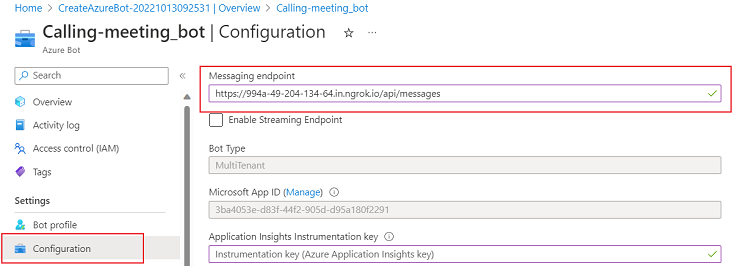 Home > CreateAzureBot-20221013092531 | Overview > Calling-meeting_bot
Calling-meeting_bot | Configuration
Azure Bot
Search
Overview
Activity log
Access control (IAM)
Tags
Settings
Bot profile
Configuration
Messaging endpoint
https://994a-49-204-134-64.in.ngrok.io/api/messages
Enable Streaming Endpoint
Bot Type
MultiTenant
Microsoft App ID (Manage)
3ba4053e-d83f-44f2-905d-d95a180f2291
Application Insights Instrumentation key
Instrumentation key (Azure Application Insights key)